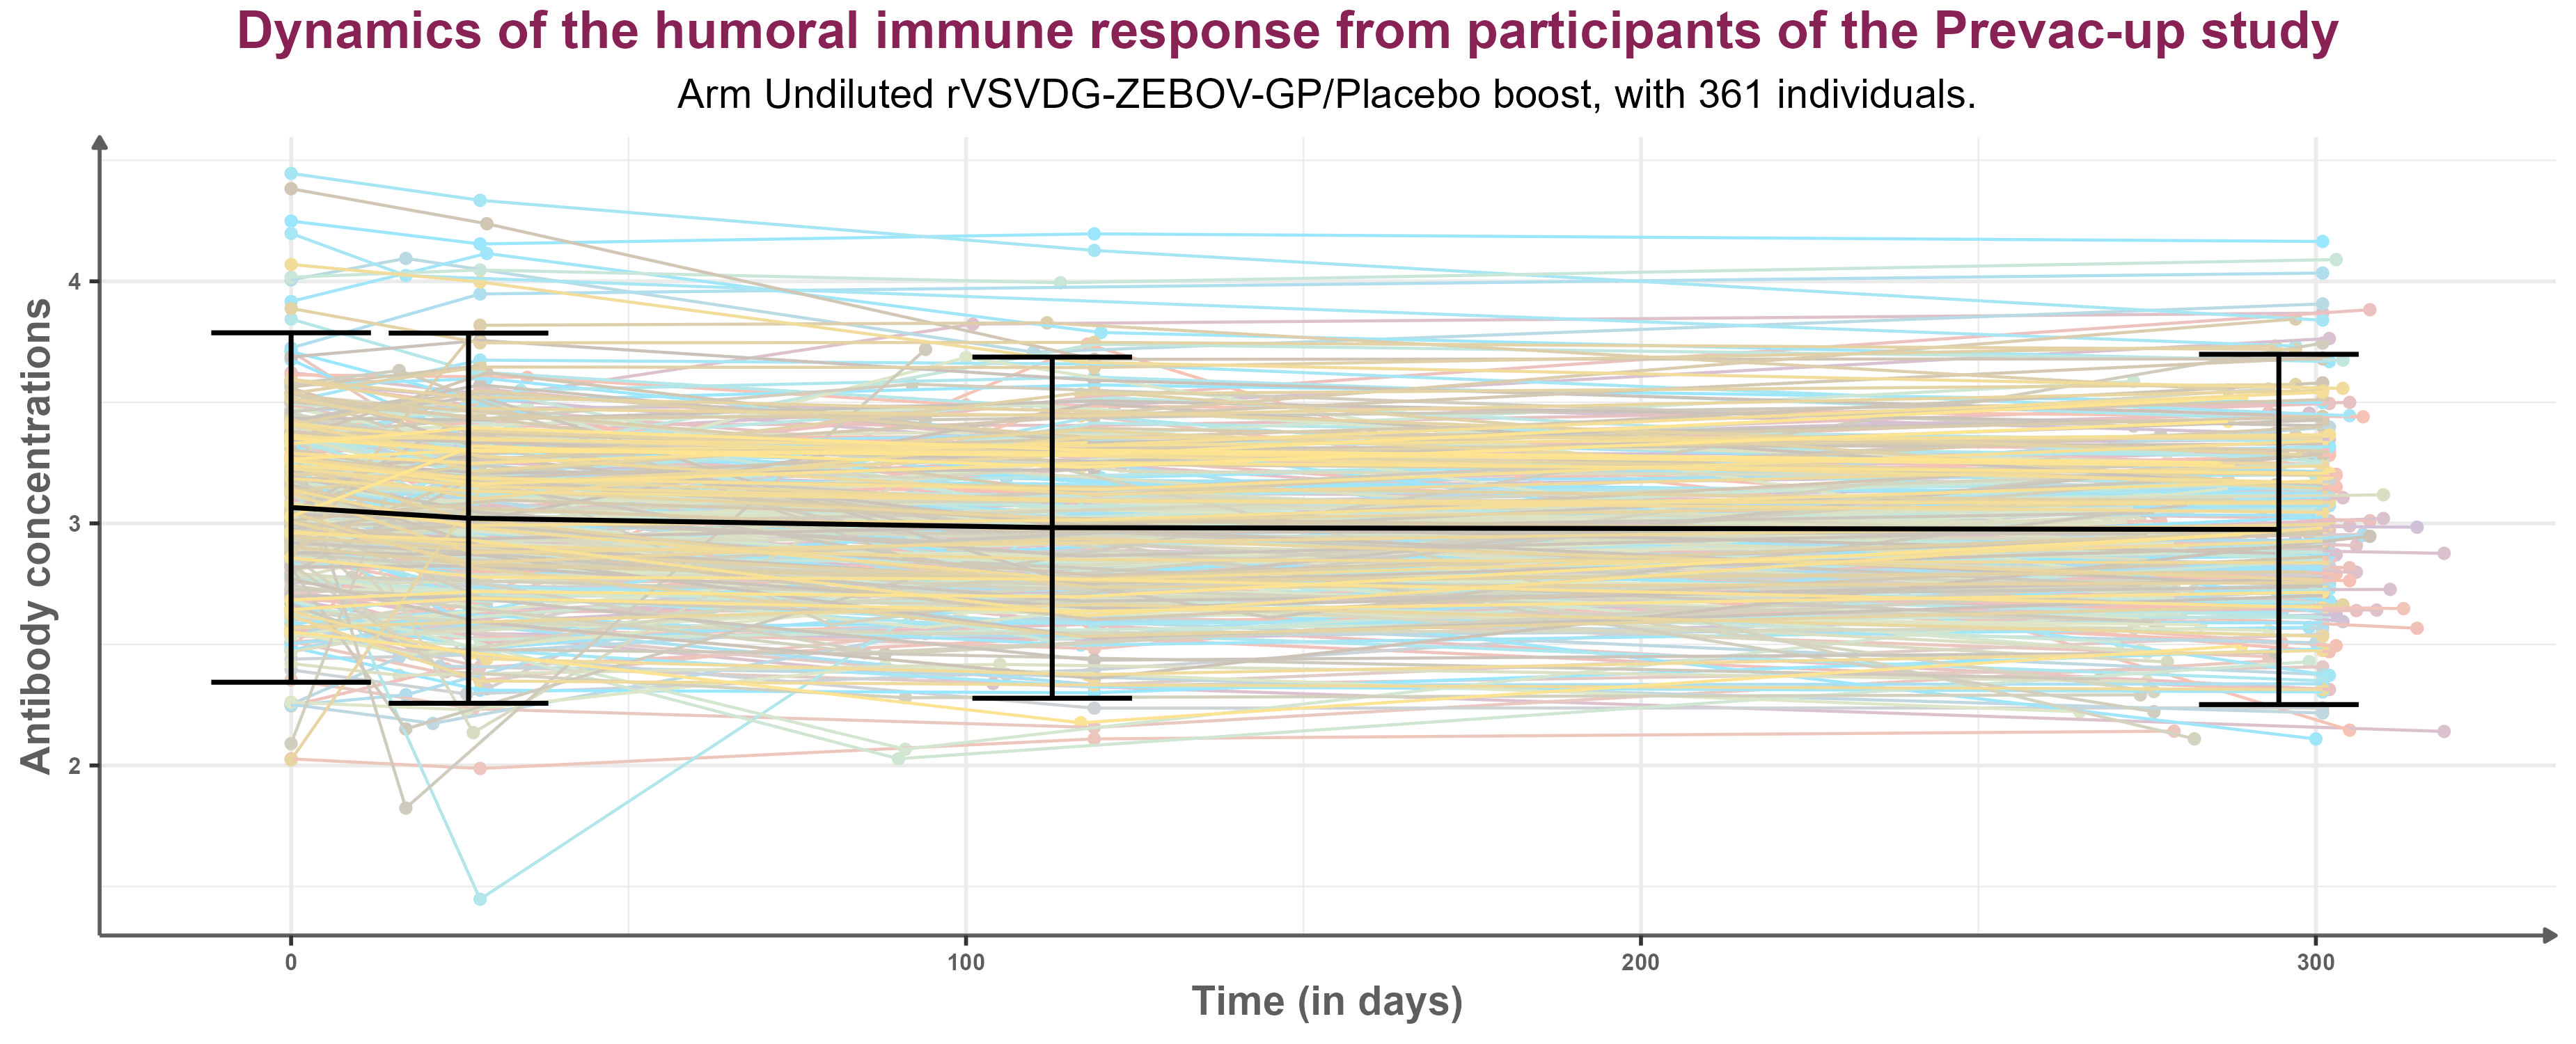 Dynamics of the humoral immune response from participants of the Prevac-up study
Arm Undiluted rVSVDG-ZEBOV-GP/Placebo boost, with 361 individuals.
Antibody concentrations
4
3
2
0
100
200
300
Time (in days)